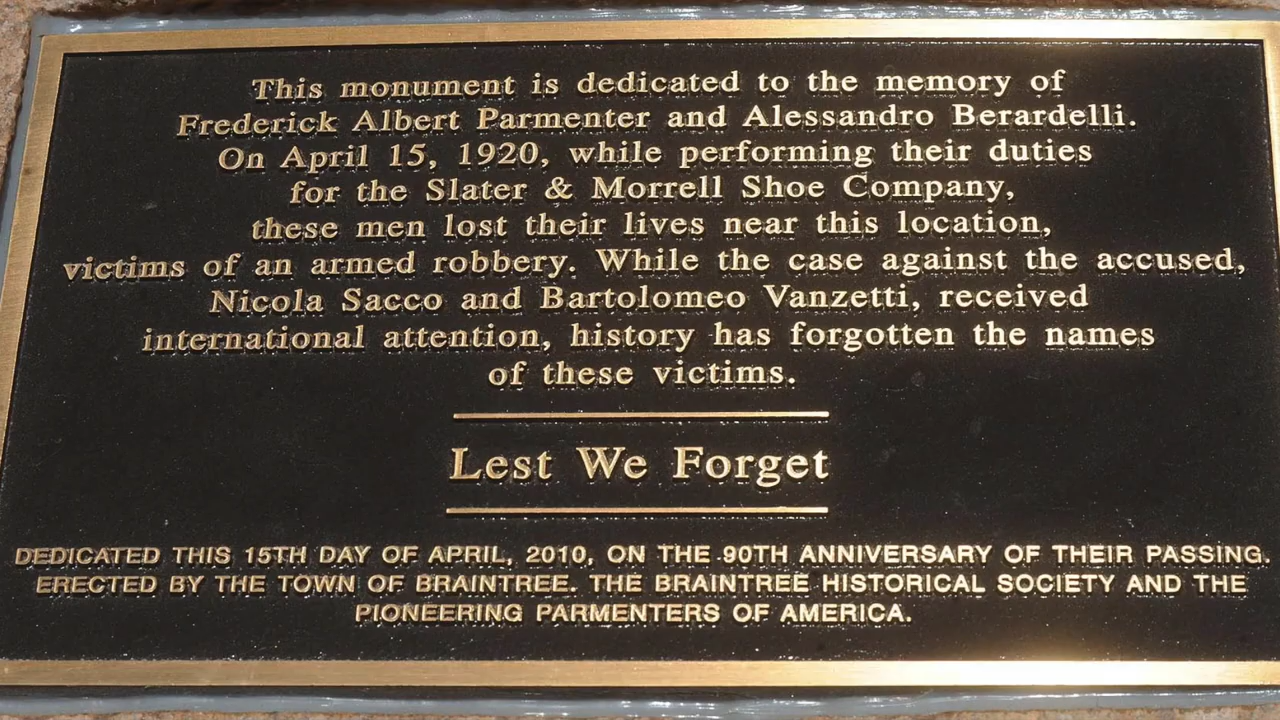 This monument is dedicated to the memory of
Frederick Albert Parmenter and Alessandro Berardelli.
On April 15, 1920, while performing their duties
for the Slater & Morrell Shoe Company,
these men lost their lives near this location,
victims of an armed robbery. While the case against the accused,
Nicola Sacco and Bartolomeo Vanzetti, received
international attention, history has forgotten the names
of these victims.
Lest We Forget
DEDICATED THIS 15TH DAY OF APRIL, 2010, ON THE 90TH ANNIVERSARY OF THEIR PASSING.
ERECTED BY THE TOWN OF BRAINTREE. THE BRAINTREE HISTORICAL SOCIETY AND THE
PIONEERING PARMENTERS OF AMERICA.